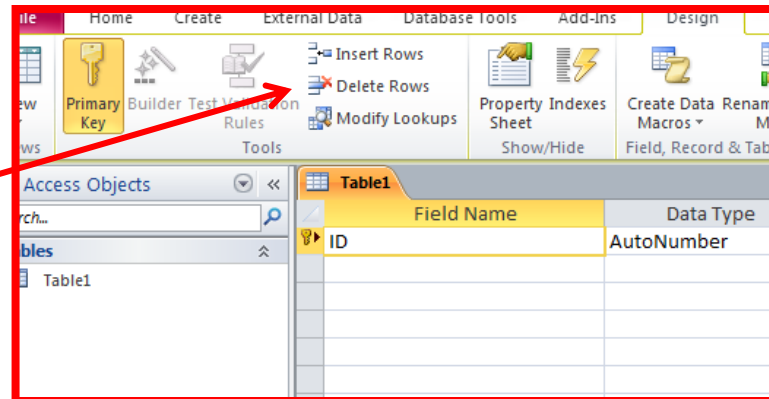 ile Home Create External Data Database Tools Add-Ins Design
Insert Rows
Delete Rows
Modify Lookups
ew Primary Key Builder Test Validation Rules Property Sheet Indexes Create Data Macros Renam M
ws Tools Show/Hide Field, Record & Tab
Access Objects Table1
rch... Field Name Data Type
bles ID AutoNumber
Table1